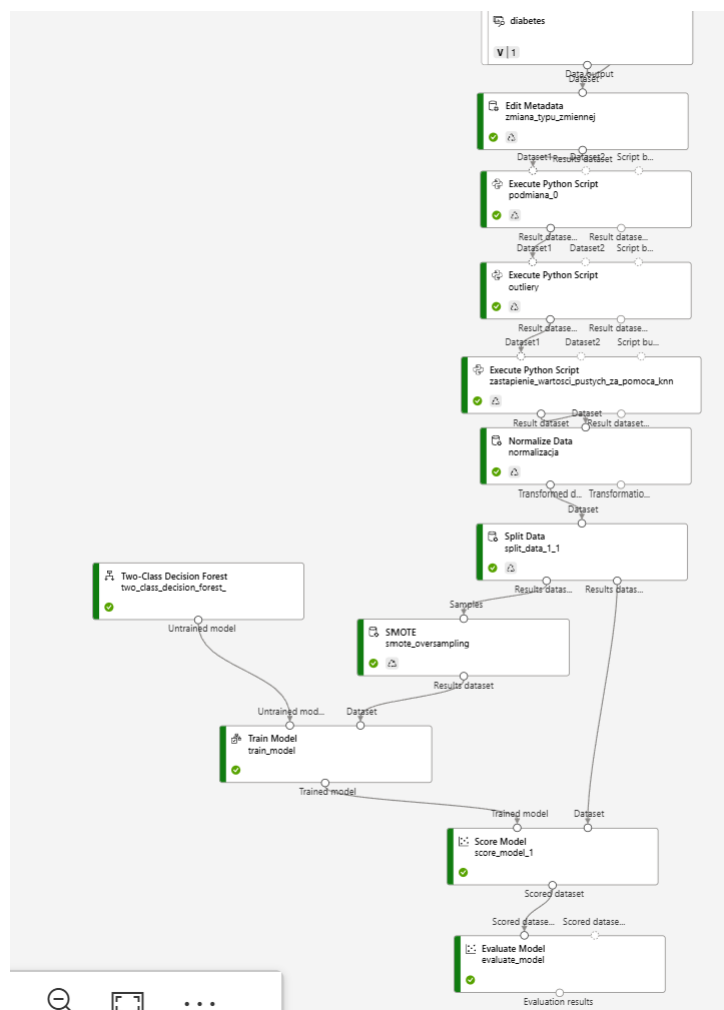 diabetes
V | 1
Data output
Dataset
Edit Metadata
zmiana_typu_zmiennej
Results dataset
Dataset1 Dataset2 Script b...
Execute Python Script
podmiana_0
Result datase... Result datase...
Dataset1 Dataset2 Script b...
Execute Python Script
outliery
Result datase... Result datase...
Dataset1 Dataset2 Script bu...
Execute Python Script
zastapienie_wartosci_pustych_za_pomoca_knn
Result dataset Result dataset...
Dataset
Normalize Data
normalizacja
Transformed d... Transformatio...
Dataset
Split Data
split_data_1_1
Results datas... Results datas...
Two-Class Decision Forest
two_class_decision_forest_
Untrained model
Samples
SMOTE
smote_oversampling
Results dataset
Untrained mod... Dataset
Train Model
train_model
Trained model
Trained model Dataset
Score Model
score_model_1
Scored dataset
Scored datase... Scored datase...
Evaluate Model
evaluate_model
Evaluation results